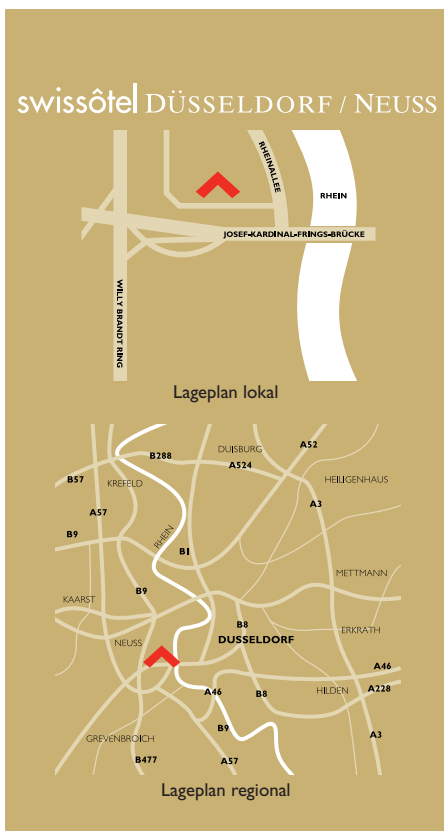 swissôtel DÜSSELDORF / NEUSS
RHEINALLEE
RHEIN
JOSEF-KARDINAL-FRINGS-BRÜCKE
WILLY BRANDT RING
Lageplan lokal
A52
DUISBURG
B288
A524
HEILIGENHAUS
B57
KREFELD
A3
A57
B9
RHEIN
B1
METTMANN
B9
KAARST
B8
ERKRATH
NEUSS
DUSSELDORF
A46
A46
B8
HILDEN
A228
B9
GREVENBROICH
A3
B477
A57
Lageplan regional